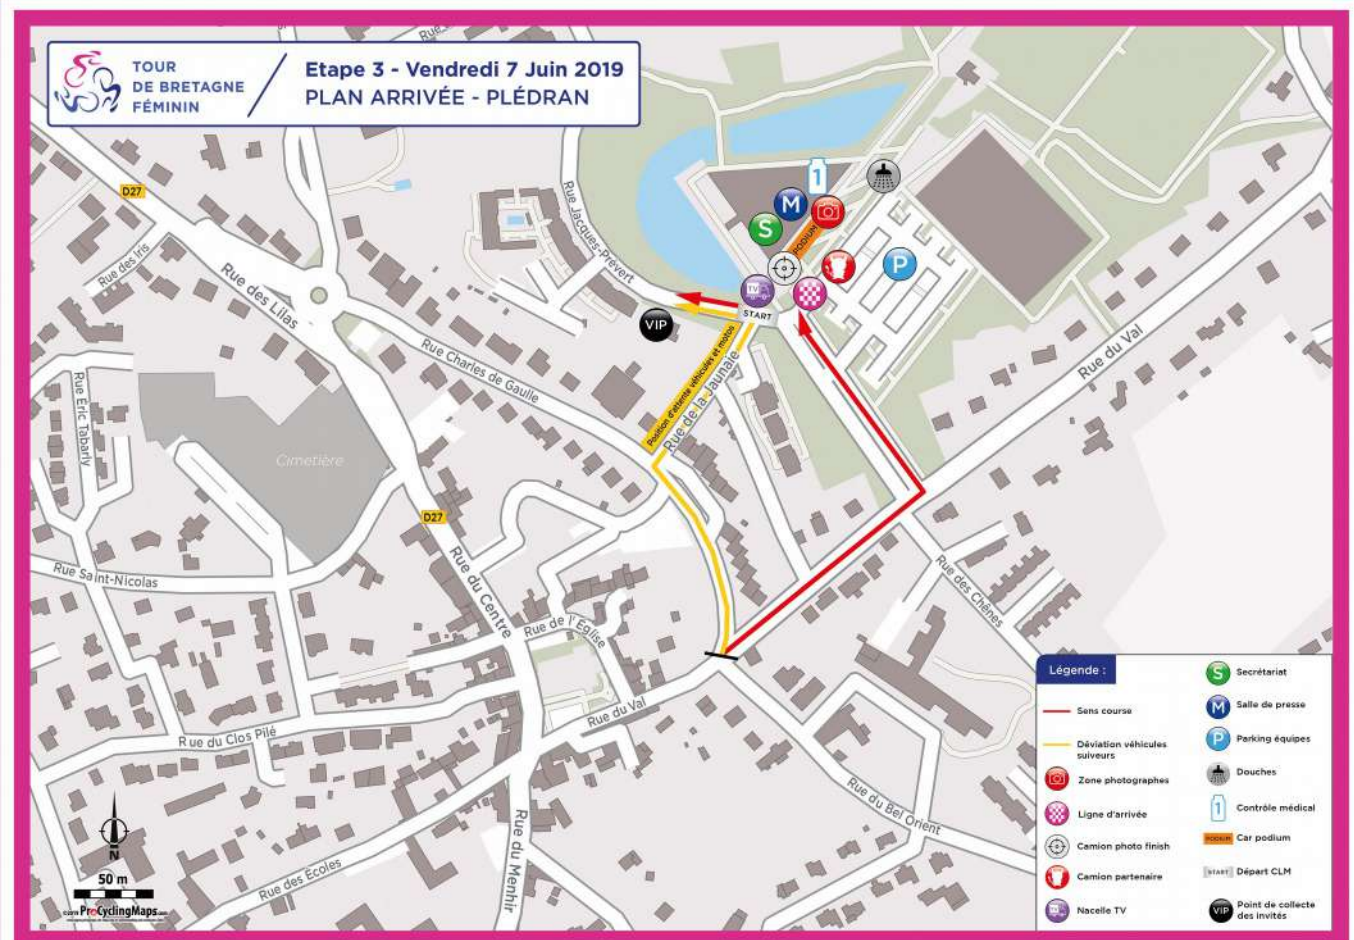 TOUR
DE BRETAGNE
FÉMININ
Etape 3 - Vendredi 7 Juin 2019
PLAN ARRIVÉE - PLÉDRAN
D27
Rue des Iris
Rue des Lilas
Rue Jacques-Prévert
1
M
S
PODIUM
P
TV
START
VIP
Rue du Val
Rue Charles de Gaulle
Position d'attente véhicules et motos
Rue de la Jaunaie
Rue Éric Tabarly
Cimetière
D27
Rue Saint-Nicolas
Rue du Centre
Rue de l'Église
Rue des Chênes
Rue du Val
Rue du Clos Pilé
Rue du Bel Orient
Rue des Écoles
Rue du Menhir
N
50 m
ProCyclingMaps
Légende :
Sens course
Déviation véhicules
suiveurs
Zone photographes
Ligne d'arrivée
Camion photo finish
Camion partenaire
TV
Nacelle TV
S
Secrétariat
M
Salle de presse
P
Parking équipes
Douches
1
Contrôle médical
PODIUM
Car podium
START
Départ CLM
VIP
Point de collecte
des invités